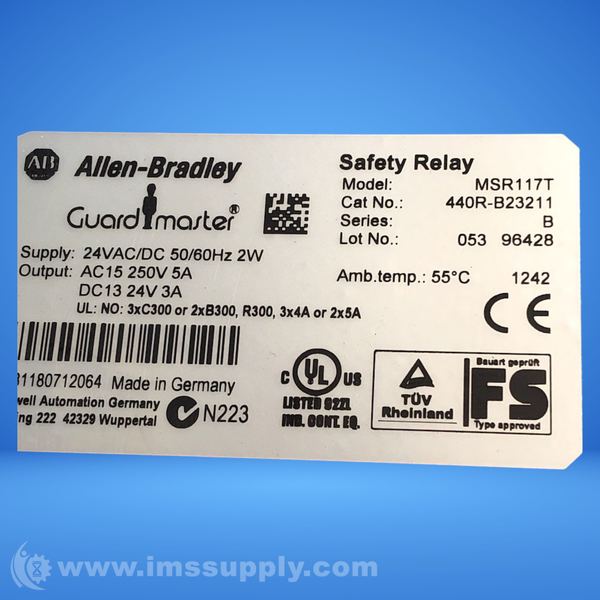 AB Allen-Bradley
Guardmaster®
Safety Relay
Model: MSR117T
Cat No.: 440R-B23211
Series: B
Lot No.: 053 96428
Supply: 24VAC/DC 50/60Hz 2W
Output: AC15 250V 5A
DC13 24V 3A
UL: NO: 3xC300 or 2xB300, R300, 3x4A or 2x5A
Amb.temp.: 55°C 1242
CE
31180712064 Made in Germany
well Automation Germany
ing 222 42329 Wuppertal
N223
C UL US
LISTED 92ZL
IND. CONT. EQ.
TÜV
Rheinland
Bauart geprüft
FS
Type approved
www.imssupply.com